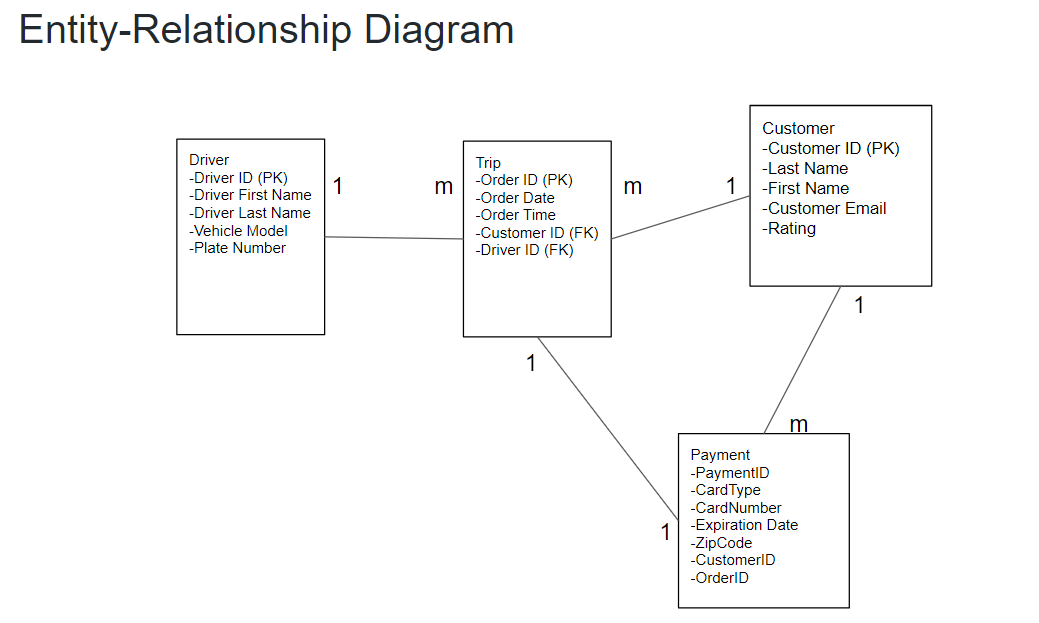 Entity-Relationship Diagram
Driver
-Driver ID (PK)
-Driver First Name
-Driver Last Name
-Vehicle Model
-Plate Number
1
m
Trip
-Order ID (PK)
-Order Date
-Order Time
-Customer ID (FK)
-Driver ID (FK)
m
1
Customer
-Customer ID (PK)
-Last Name
-First Name
-Customer Email
-Rating
1
1
m
1
Payment
-PaymentID
-CardType
-CardNumber
-Expiration Date
-ZipCode
-CustomerID
-OrderID